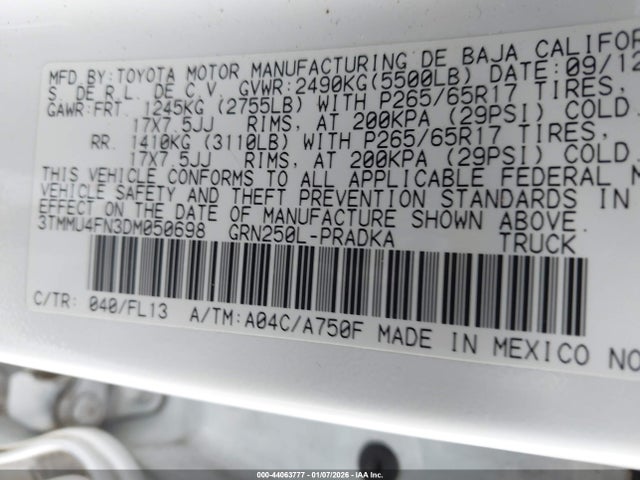 MFD.BY:TOYOTA MOTOR MANUFACTURING DE BAJA CALIFOR
S. DE R.L. DE C.V. GVWR:2490KG(5500LB) DATE:09/12
GAWR:FRT. 1245KG (2755LB) WITH P265/65R17 TIRES,
17X7.5JJ RIMS, AT 200KPA (29PSI) COLD.
RR. 1410KG (3110LB) WITH P265/65R17 TIRES,
17X7.5JJ RIMS, AT 200KPA (29PSI) COLD.
THIS VEHICLE CONFORMS TO ALL APPLICABLE FEDERAL M
VEHICLE SAFETY AND THEFT PREVENTION STANDARDS IN
EFFECT ON THE DATE OF MANUFACTURE SHOWN ABOVE.
3TMMU4FN3DM050698 GRN250L-PRADKA TRUCK
C/TR: 040/FL13 A/TM:A04C/A750F MADE IN MEXICO NO
000-44063777 - 01/07/2026 - IAA Inc.